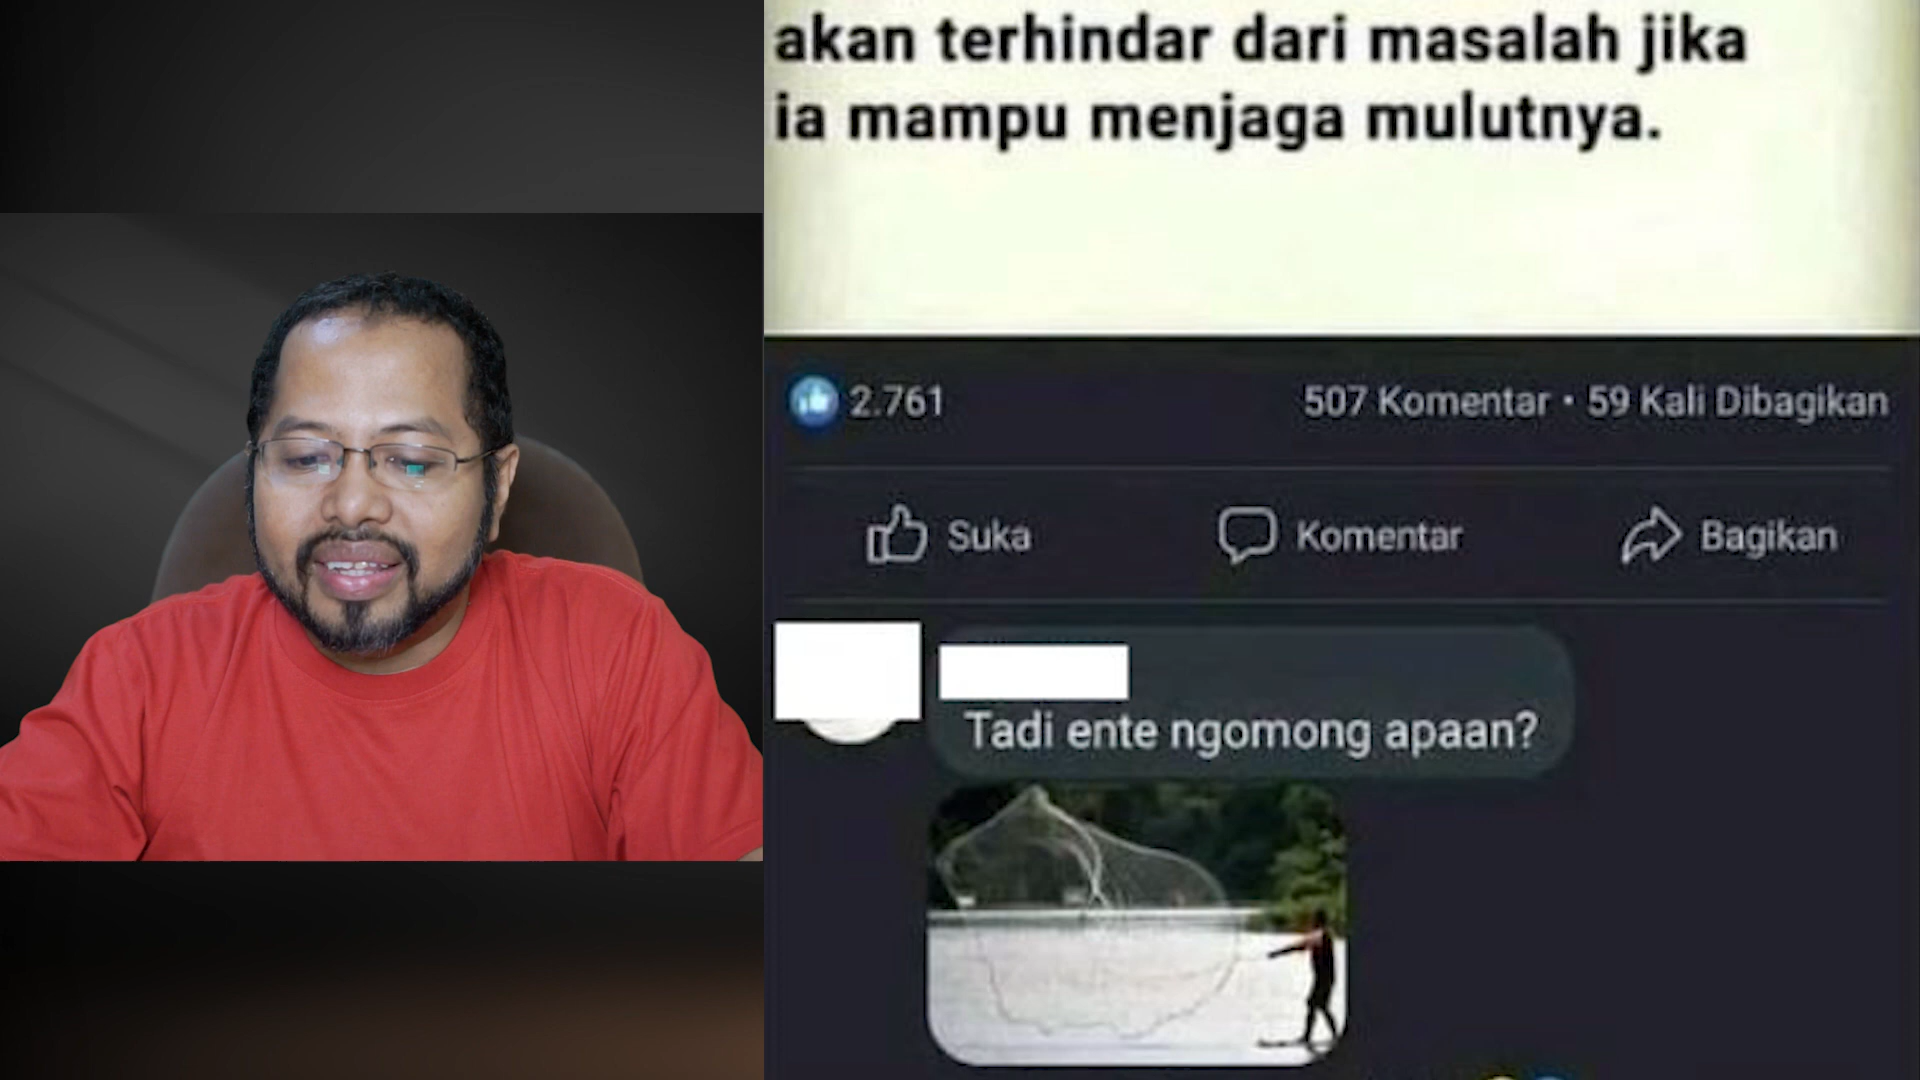 akan terhindar dari masalah jika
ia mampu menjaga mulutnya.
2.761
507 Komentar • 59 Kali Dibagikan
Suka
Komentar
Bagikan
Tadi ente ngomong apaan?